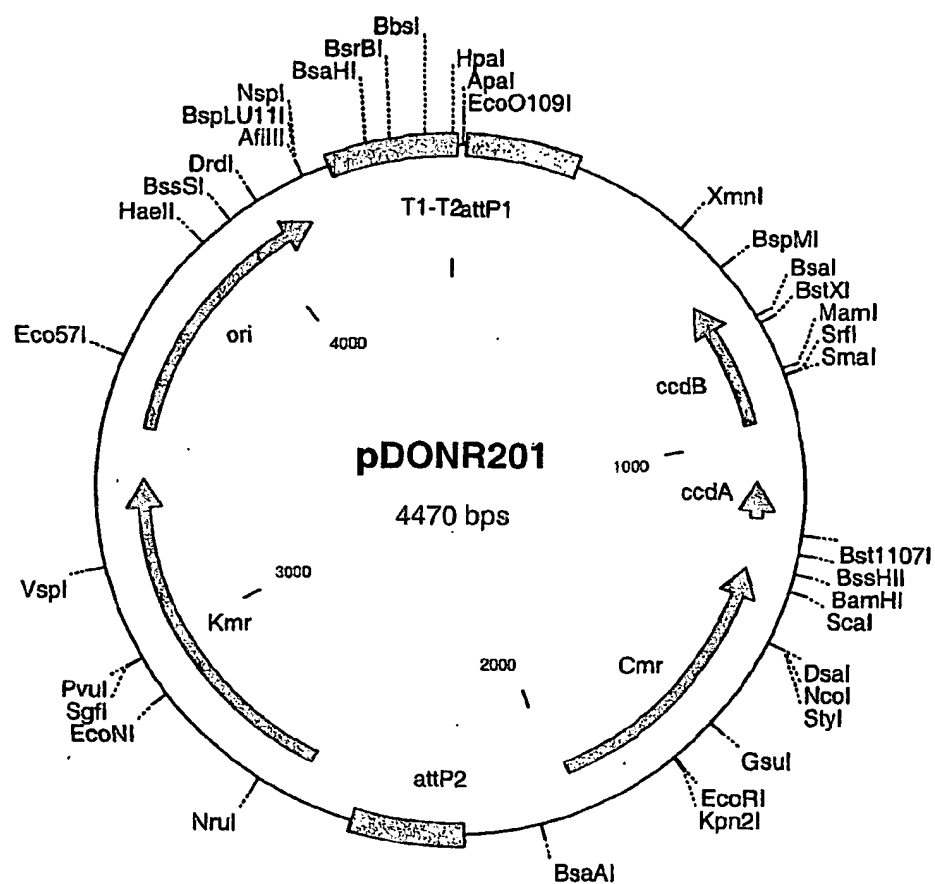 BbsI
BsrBI
BsaHI
HpaI
ApaI
EcoO109I
NspI
BspLU11I
AflIII
DrdI
BssSI
HaeII
T1-T2attP1
XmnI
BspMI
BsaI
BstXI
MamI
SrfI
SmaI
Eco57I
ori
4000
I
ccdB
pDONR201
4470 bps
1000
ccdA
Bst1107I
BssHII
BamHI
ScaI
VspI
3000
Kmr
Cmr
2000
DsaI
NcoI
StyI
PvuI
SgfI
EcoNI
GsuI
EcoRI
Kpn2I
attP2
NruI
BsaAI